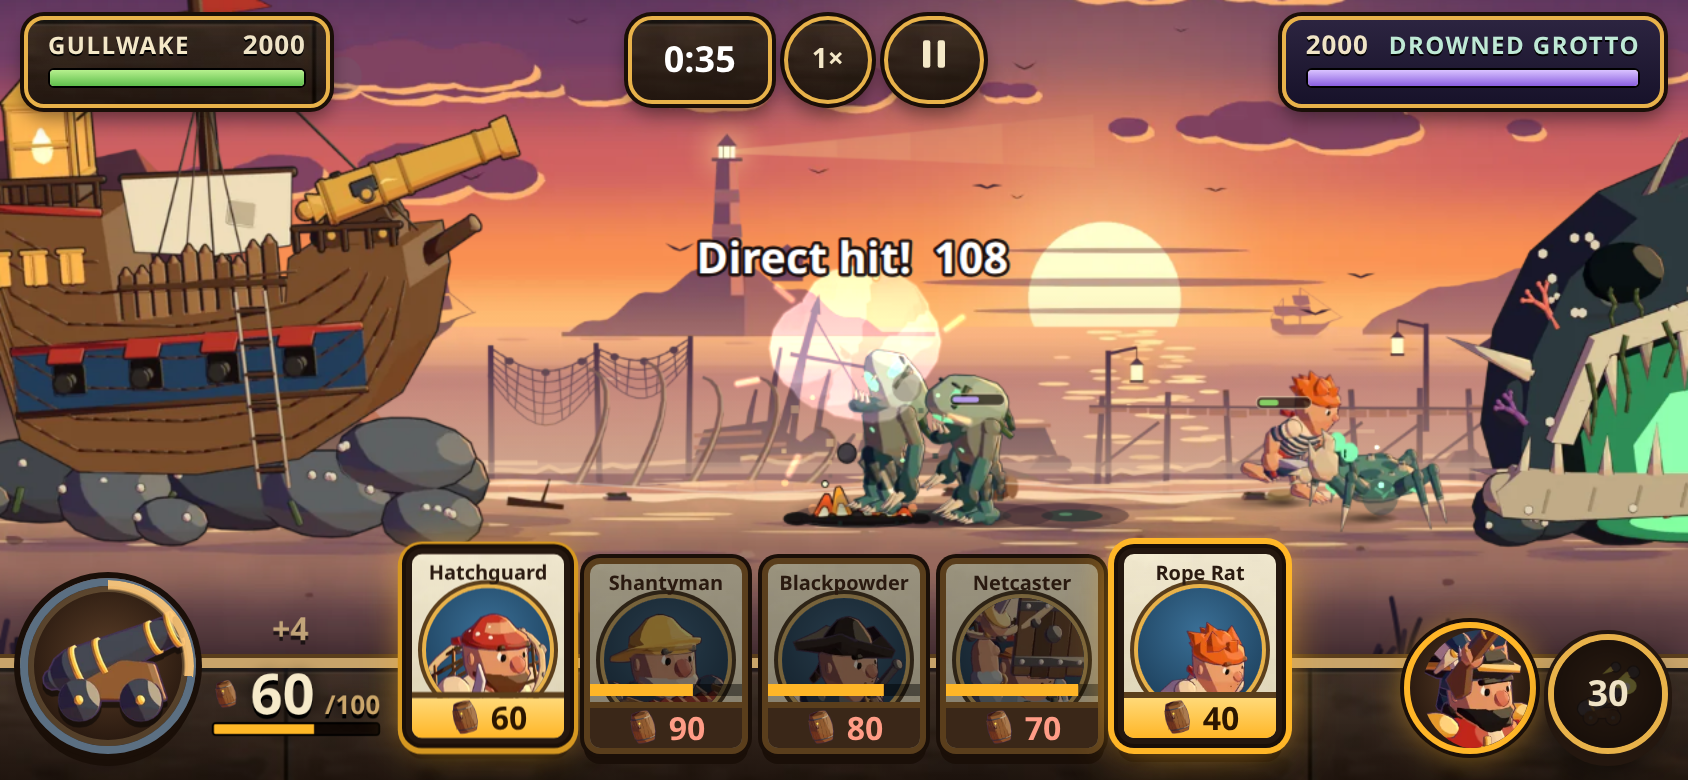 GULLWAKE 2000
0:35
1×
2000 DROWNED GROTTO
Direct hit! 108
+4
60 /100
Hatchguard
60
Shantyman
90
Blackpowder
80
Netcaster
70
Rope Rat
40
30